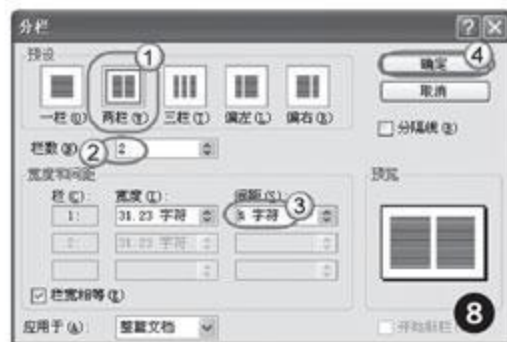 分栏
预设
一栏(O) 两栏(W) 三栏(T) 偏左(L) 偏右(R)
① ④
确定
取消
栏数(N): 2
②
分隔线(B)
宽度和间距
预览
栏(C): 宽度(I): 间距(S):
1: 31.23 字符 字符
③
2: 31.23 字符
栏宽相等(E)
应用于(A): 整篇文档
开始新栏
8